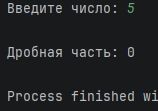 Введите число: 5
Дробная часть: 0
Process finished wi